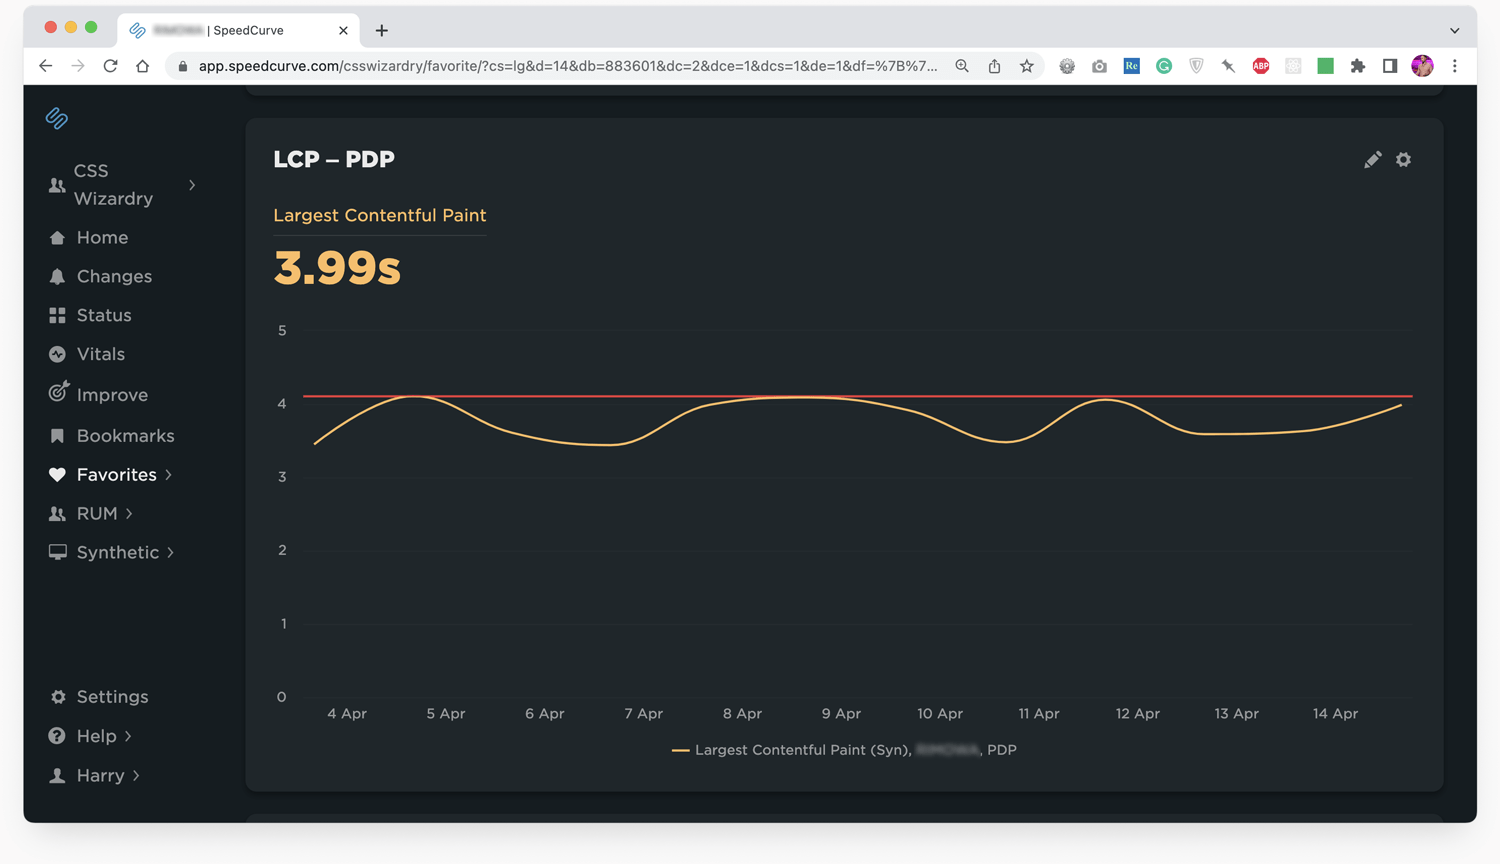 | SpeedCurve
app.speedcurve.com/csswizardry/favorite/?cs=lg&d=14&db=883601&dc=2&dce=1&dcs=1&de=1&df=%7B%7...
Re
ABP
CSS
Wizardry
Home
Changes
Status
Vitals
Improve
Bookmarks
Favorites
RUM
Synthetic
Settings
Help
Harry
LCP – PDP
Largest Contentful Paint
3.99s
5
4
3
2
1
0
4 Apr 5 Apr 6 Apr 7 Apr 8 Apr 9 Apr 10 Apr 11 Apr 12 Apr 13 Apr 14 Apr
Largest Contentful Paint (Syn), , PDP